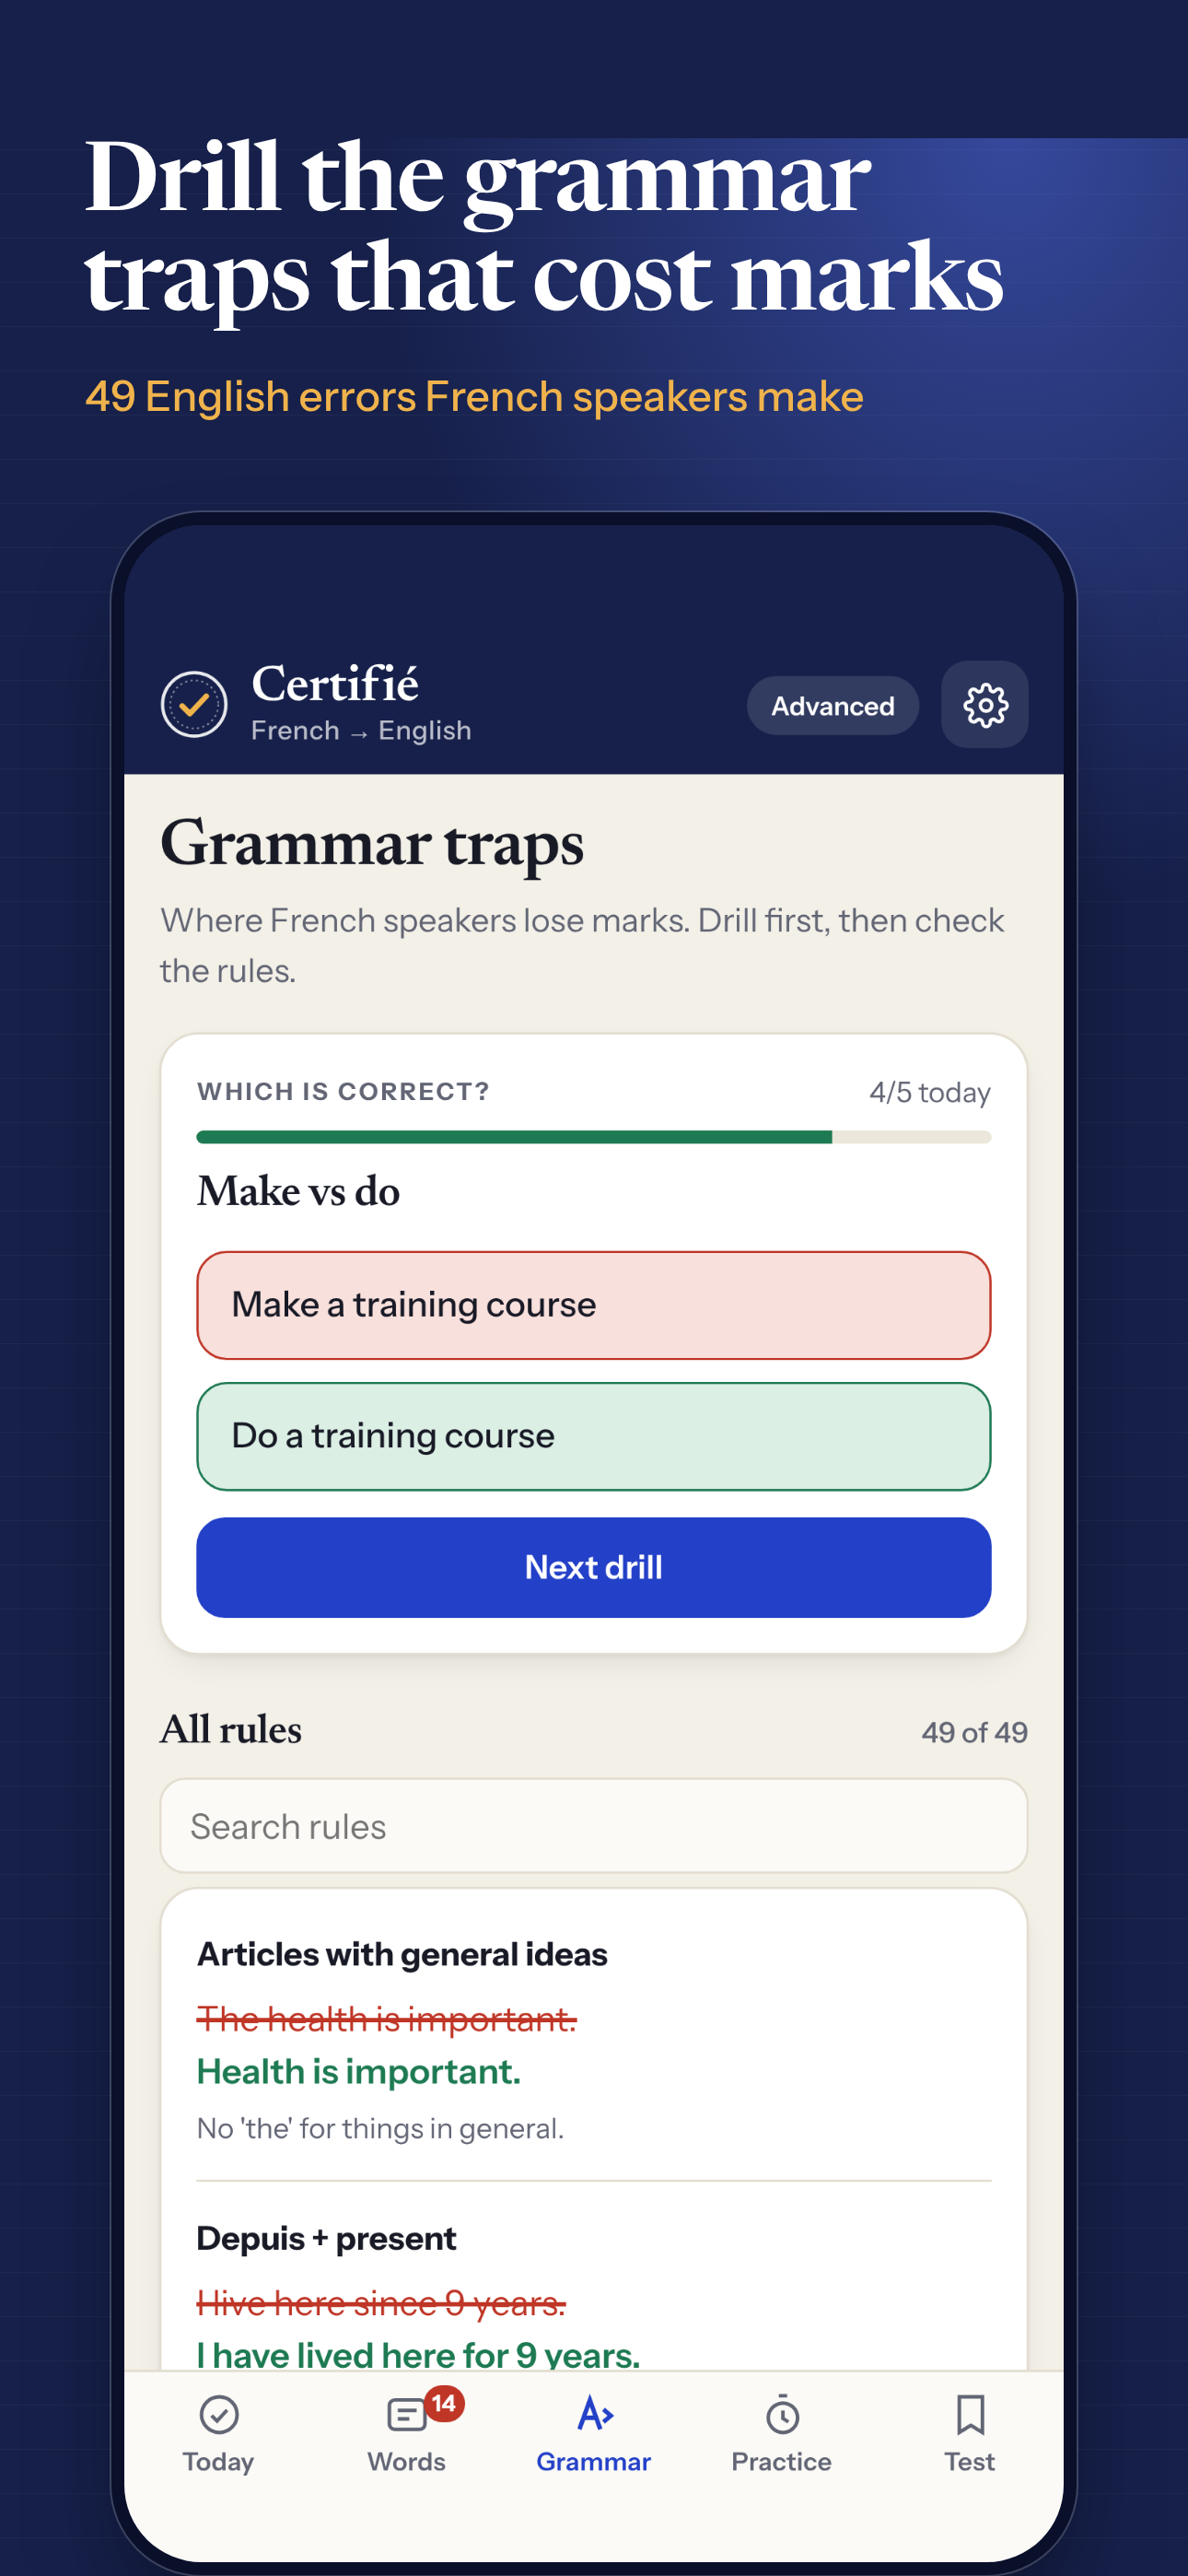 Drill the grammar
traps that cost marks
49 English errors French speakers make
Certifié
French → English
Advanced
Grammar traps
Where French speakers lose marks. Drill first, then check
the rules.
WHICH IS CORRECT?
4/5 today
Make vs do
Make a training course
Do a training course
Next drill
All rules
49 of 49
Search rules
Articles with general ideas
The health is important.
Health is important.
No 'the' for things in general.
Depuis + present
I live here since 9 years.
I have lived here for 9 years.
14
Today
Words
Grammar
Practice
Test